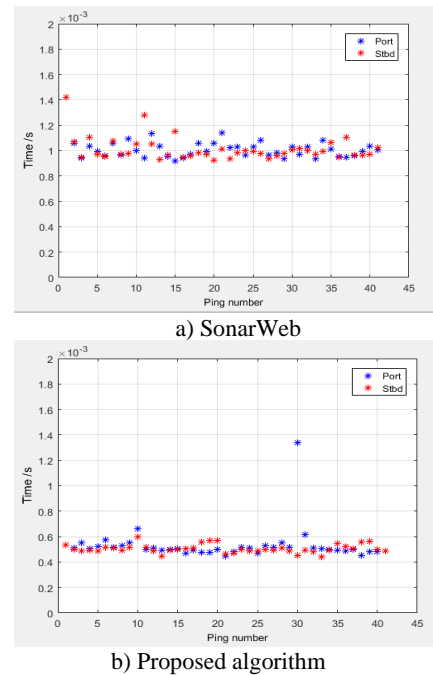 ×10⁻³
2
1.8
1.6
1.4
1.2
1
0.8
0.6
0.4
0.2
0
Time /s
Port
Stbd
0 5 10 15 20 25 30 35 40 45
Ping number
a) SonarWeb
×10⁻³
2
1.8
1.6
1.4
1.2
1
0.8
0.6
0.4
0.2
0
Time /s
Port
Stbd
0 5 10 15 20 25 30 35 40 45
Ping number
b) Proposed algorithm